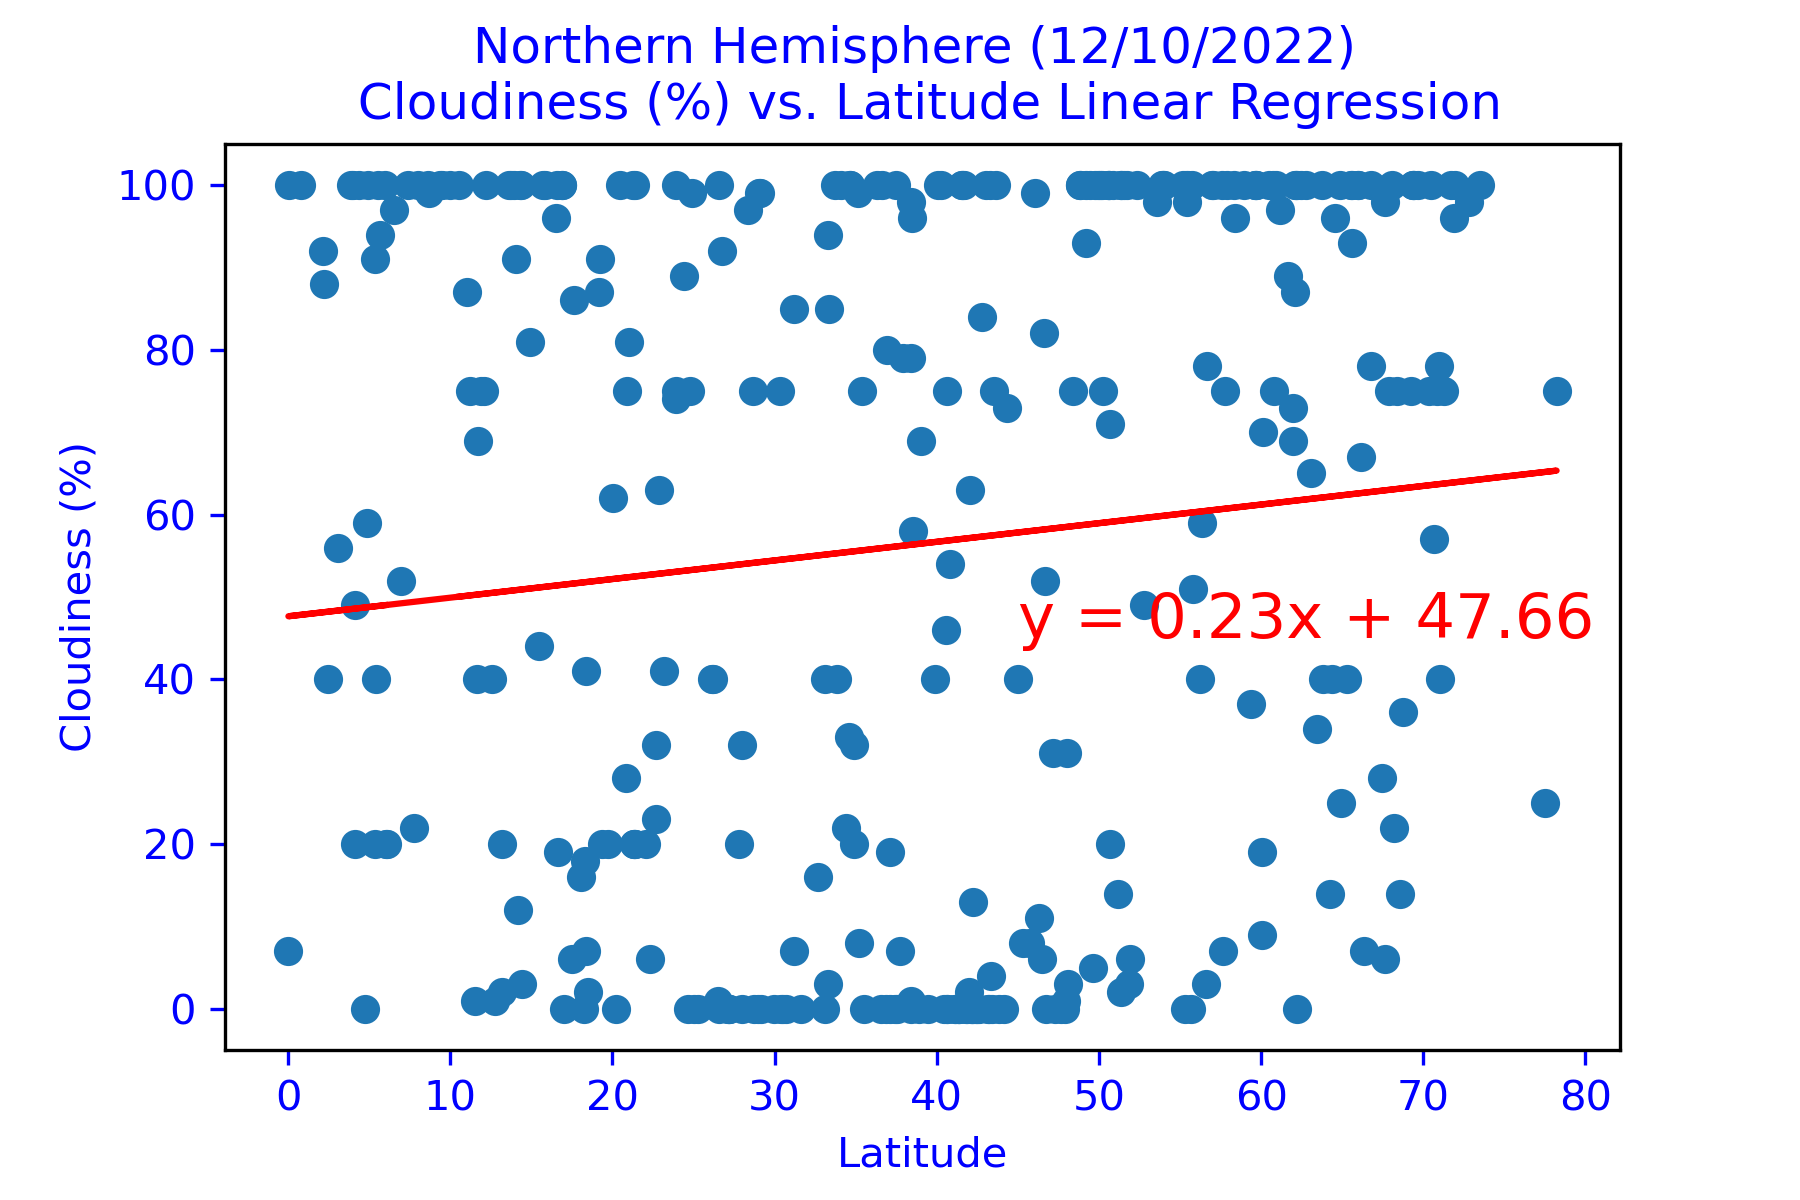 Northern Hemisphere (12/10/2022)
Cloudiness (%) vs. Latitude Linear Regression
100
80
60
40
20
0
Cloudiness (%)
y = 0.23x + 47.66
0 10 20 30 40 50 60 70 80
Latitude